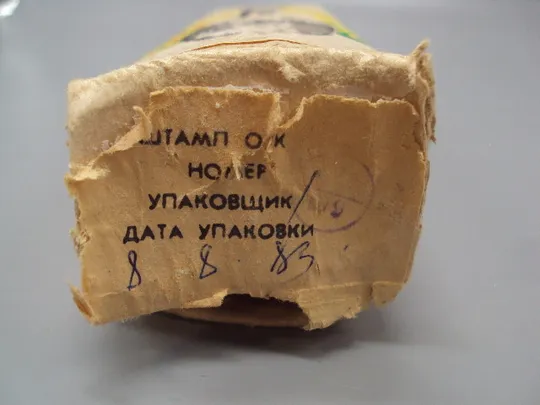 ШТАМП О К
НОМЕР
УПАКОВЩИК
ДАТА УПАКОВКИ
8 8 83